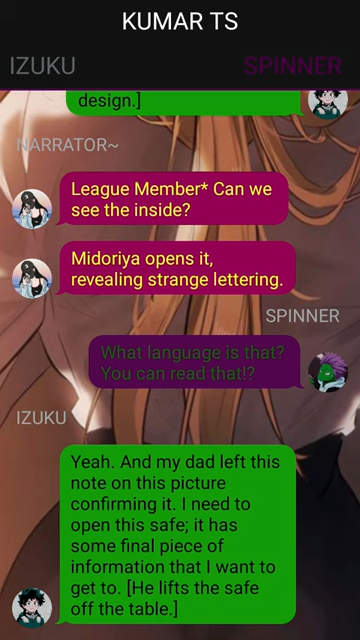 KUMAR TS
IZUKU
SPINNER
design.]
NARRATOR~
League Member* Can we
see the inside?
Midoriya opens it,
revealing strange lettering.
SPINNER
What language is that?
You can read that!?
IZUKU
Yeah. And my dad left this
note on this picture
confirming it. I need to
open this safe; it has
some final piece of
information that I want to
get to. [He lifts the safe
off the table.]